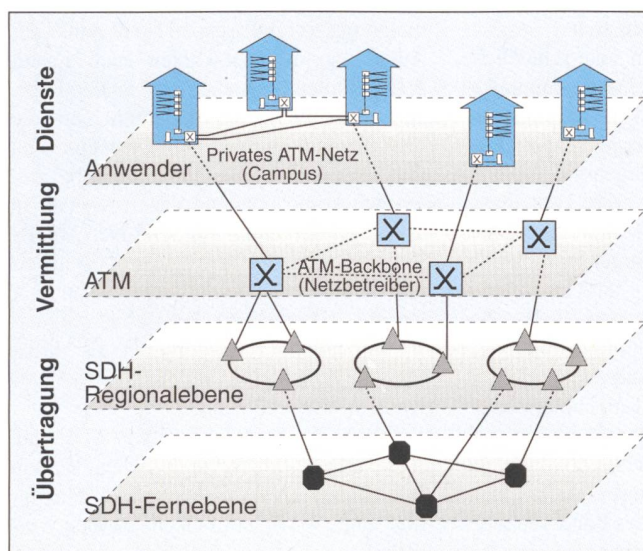 Dienste
Privates ATM-Netz
(Campus)
Anwender
Vermittlung
X
X
ATM-Backbone
(Netzbetreiber)
X
X
ATM
Übertragung
SDH-
Regionalebene
SDH-Fernebene